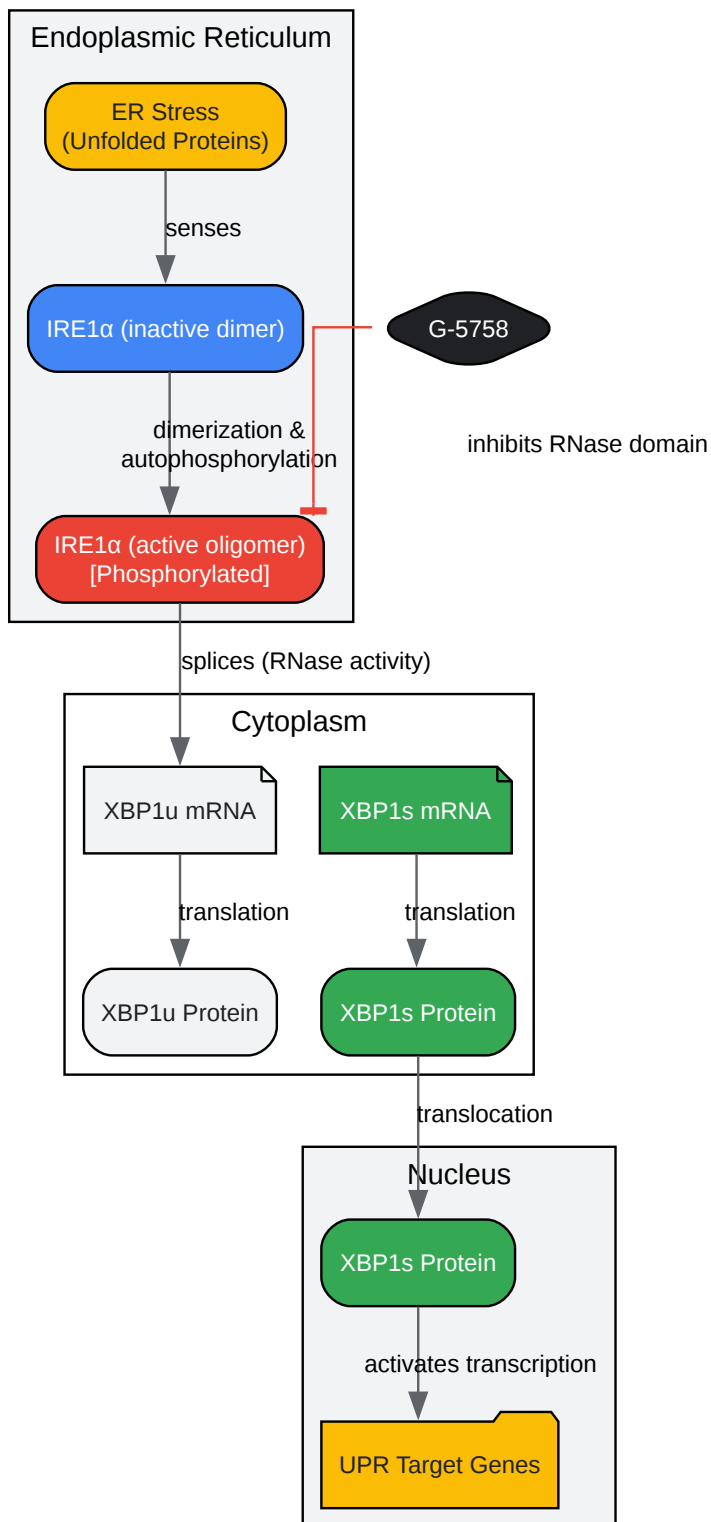 Endoplasmic Reticulum
ER Stress
(Unfolded Proteins)
senses
IRE1α (inactive dimer)
G-5758
dimerization &
autophosphorylation
inhibits RNase domain
IRE1α (active oligomer)
[Phosphorylated]
splices (RNase activity)
Cytoplasm
XBP1u mRNA
XBP1s mRNA
translation
translation
XBP1u Protein
XBP1s Protein
translocation
Nucleus
XBP1s Protein
activates transcription
UPR Target Genes